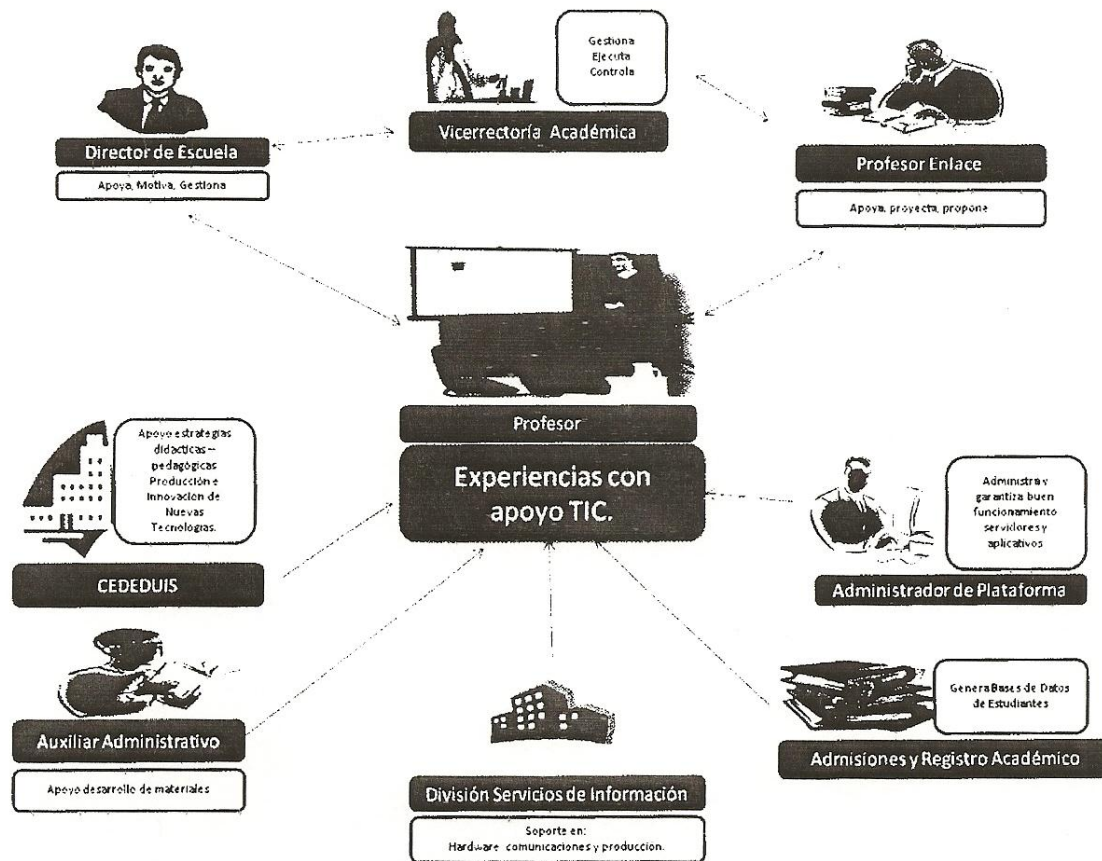 Gestiona
Ejecuta
Controla
Vicerrectoría Académica
Director de Escuela
Apoya, Motiva, Gestiona
Profesor Enlace
Apoya, proyecta, propone
Profesor
Experiencias con
apoyo TIC.
Apoyo estrategias
didacticas –
pedagógicas
Producción e
Innovación de
Nuevas
Tecnologías.
CEDEDUIS
Administra y
garantiza buen
funcionamiento
servidores y
aplicativos
Administrador de Plataforma
Auxiliar Administrativo
Apoyo desarrollo de materiales
Genera Bases de Datos
de Estudiantes
Admisiones y Registro Académico
División Servicios de Información
Soporte en:
Hardware comunicaciones y produccion.